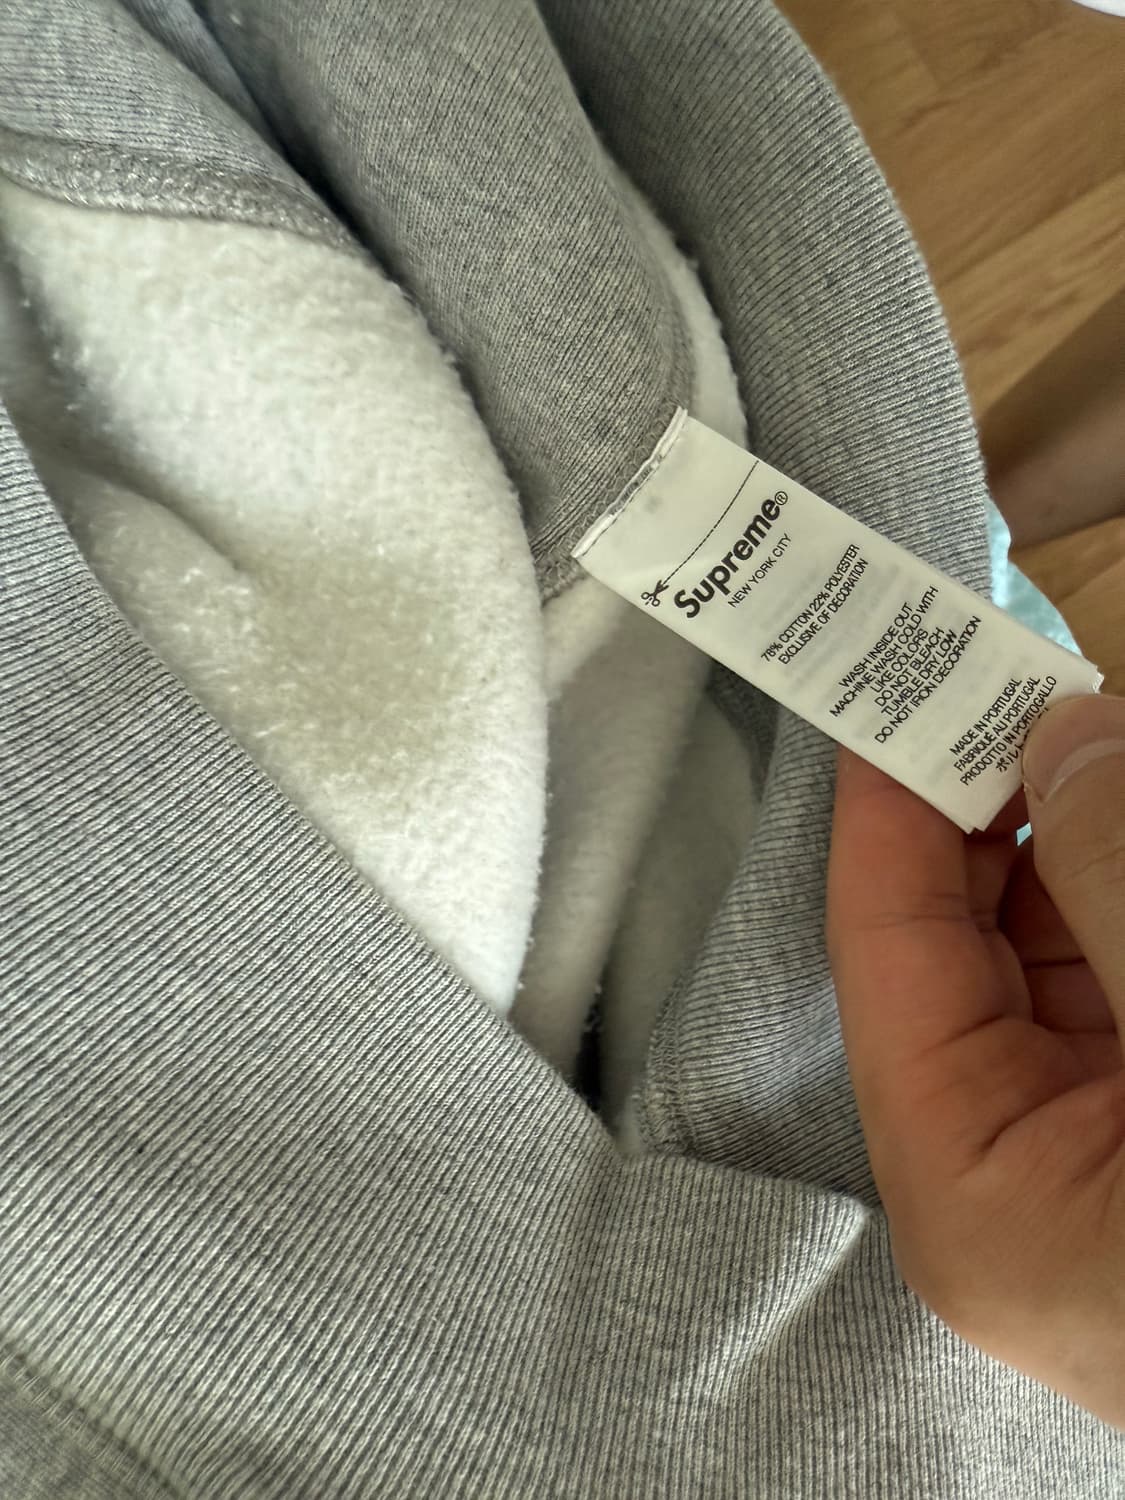 Supreme®
NEW YORK CITY
78% COTTON 22% POLYESTER
EXCLUSIVE OF DECORATION
WASH INSIDE OUT
MACHINE WASH COLD WITH
LIKE COLORS
DO NOT BLEACH
TUMBLE DRY LOW
DO NOT IRON DECORATION
MADE IN PORTUGAL
FABRIQUÉ AU PORTUGAL
PRODOTTO IN PORTOGALLO